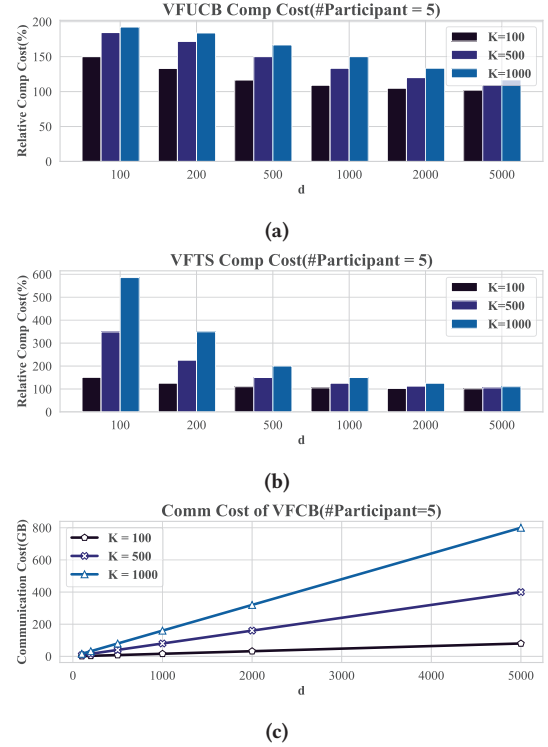 VFUCB Comp Cost(#Participant = 5)
Relative Comp Cost(%)
200
150
100
50
0
K=100
K=500
K=1000
100 200 500 1000 2000 5000
d
(a)
VFTS Comp Cost(#Participant = 5)
Relative Comp Cost(%)
600
500
400
300
200
100
0
K=100
K=500
K=1000
100 200 500 1000 2000 5000
d
(b)
Comm Cost of VFCB(#Participant=5)
Communication Cost(GB)
800
600
400
200
0
K = 100
K = 500
K = 1000
0 1000 2000 3000 4000 5000
d
(c)